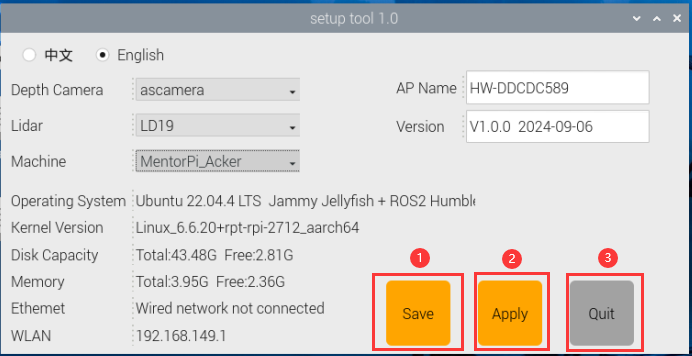 setup tool 1.0
中文 English
Depth Camera ascamera AP Name HW-DDCDC589
Lidar LD19 Version V1.0.0 2024-09-06
Machine MentorPi_Acker
Operating System Ubuntu 22.04.4 LTS Jammy Jellyfish + ROS2 Humble
Kernel Version Linux_6.6.20+rpt-rpi-2712_aarch64
Disk Capacity Total:43.48G Free:2.81G
Memory Total:3.95G Free:2.36G
Ethemet Wired network not connected
WLAN 192.168.149.1
1 2 3
Save Apply Quit